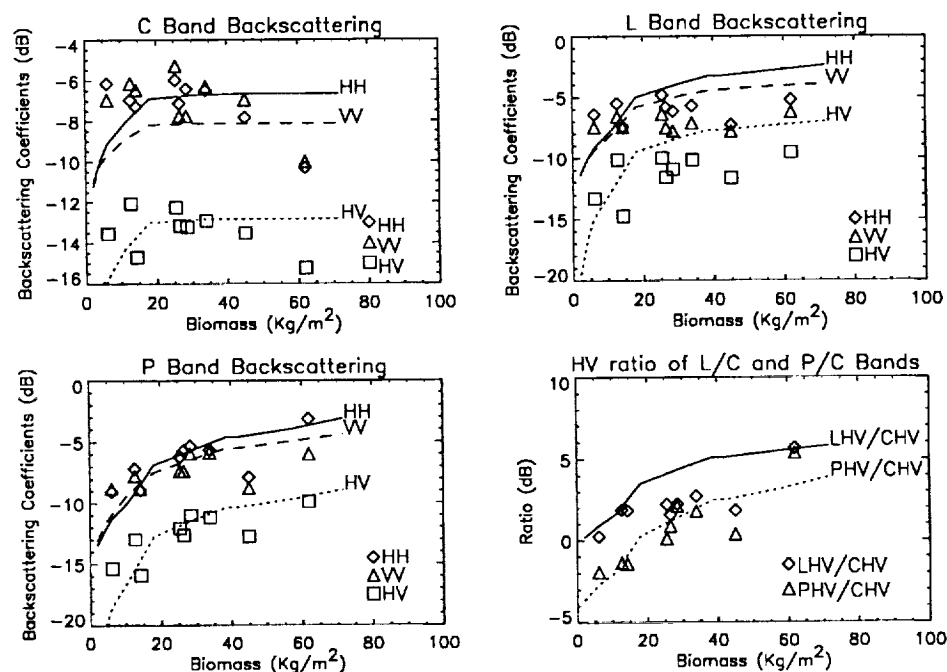 C Band Backscattering
Backscattering Coefficients (dB)
-4
-6
-8
-10
-12
-14
-16
HH
VV
HV
HH
VV
HV
0 20 40 60 80 100
Biomass (Kg/m²)
L Band Backscattering
Backscattering Coefficients (dB)
0
-5
-10
-15
-20
HH
VV
HV
HH
VV
HV
0 20 40 60 80 100
Biomass (Kg/m²)
P Band Backscattering
Backscattering Coefficients (dB)
0
-5
-10
-15
-20
HH
VV
HV
HH
VV
HV
0 20 40 60 80 100
Biomass (Kg/m²)
HV ratio of L/C and P/C Bands
Ratio (dB)
10
5
0
-5
LHV/CHV
PHV/CHV
LHV/CHV
PHV/CHV
0 20 40 60 80 100
Biomass (Kg/m²)